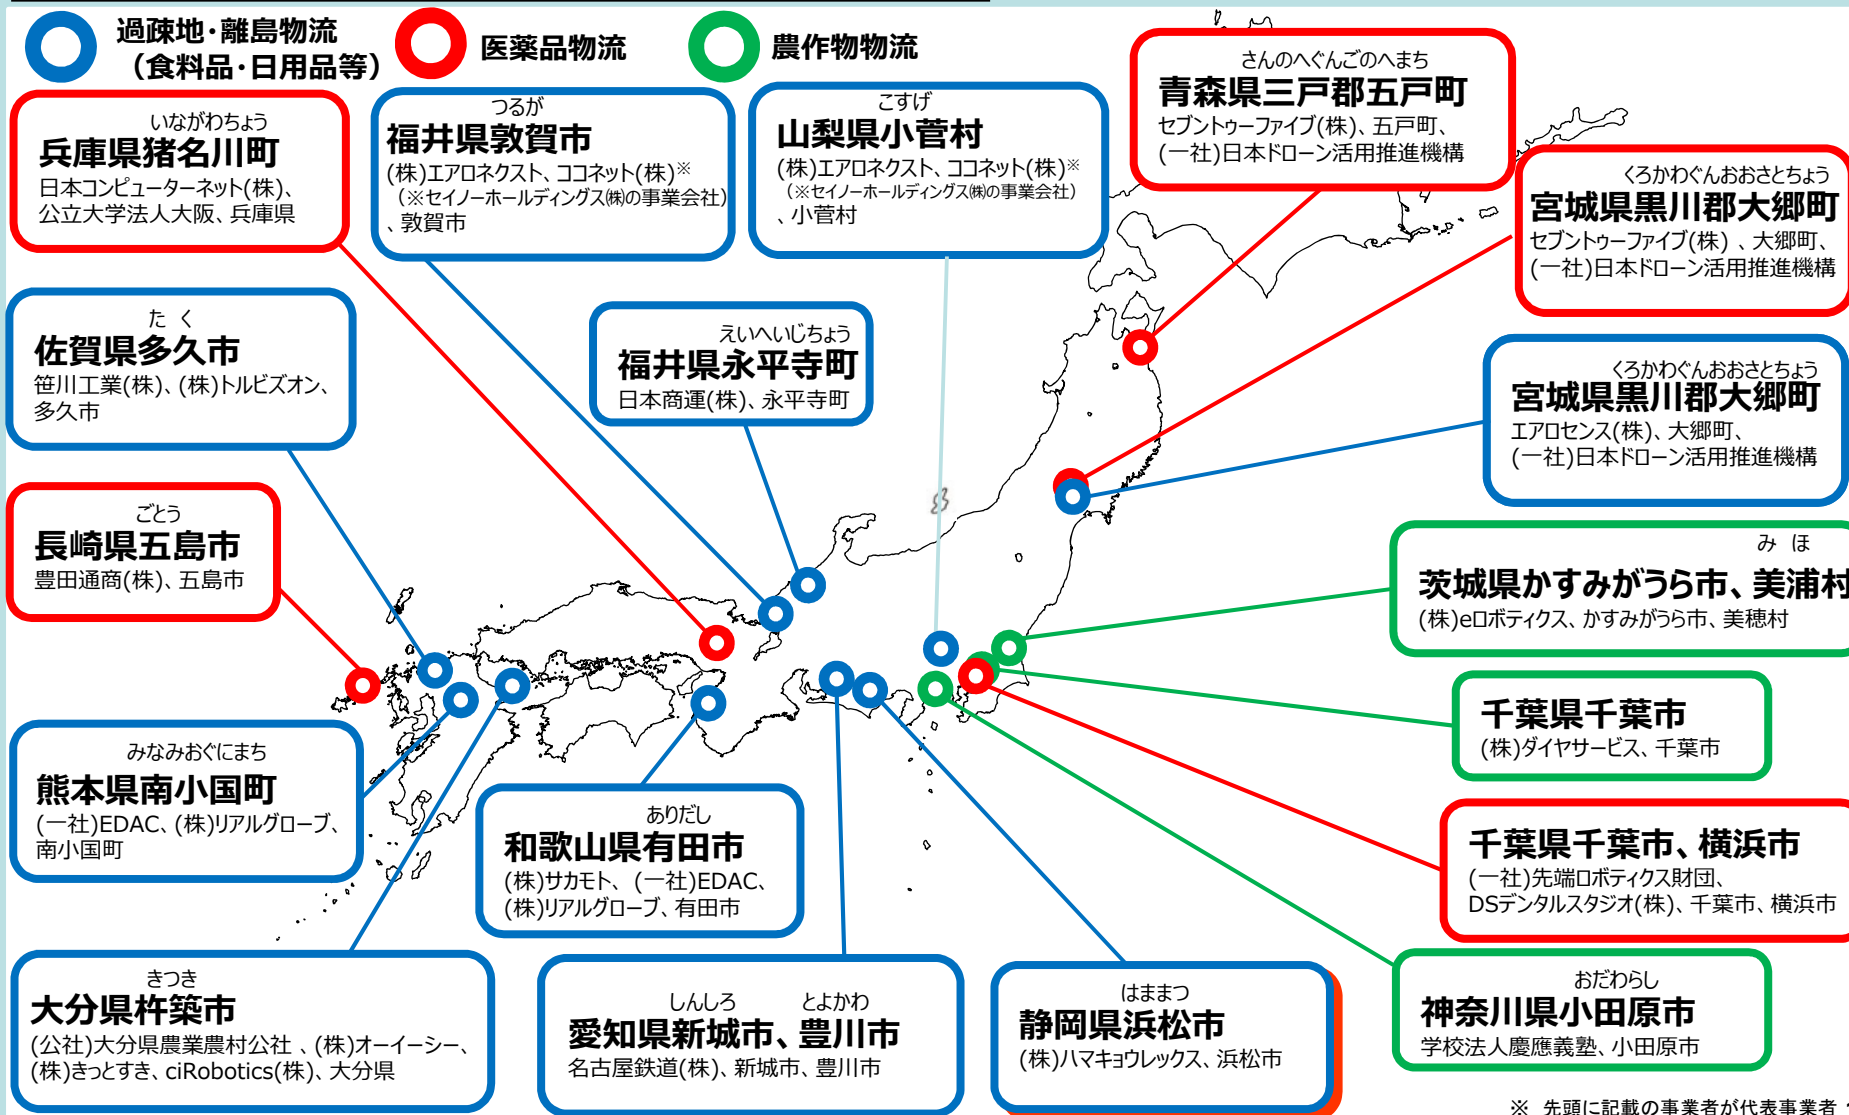 過疎地・離島物流
（食料品・日用品等）
医薬品物流
農作物物流
いながわちょう
兵庫県猪名川町
日本コンピューターネット(株)、
公立大学法人大阪、兵庫県
つるが
福井県敦賀市
(株)エアロネクスト、ココネット(株)※
（※セイノーホールディングス㈱の事業会社）
、敦賀市
こすげ
山梨県小菅村
(株)エアロネクスト、ココネット(株)※
（※セイノーホールディングス㈱の事業会社）
、小菅村
さんのへぐんごのへまち
青森県三戸郡五戸町
セブントゥーファイブ(株)、五戸町、
(一社)日本ドローン活用推進機構
くろかわぐんおおさとちょう
宮城県黒川郡大郷町
セブントゥーファイブ(株) 、大郷町、
(一社)日本ドローン活用推進機構
た く
佐賀県多久市
笹川工業(株)、(株)トルビズオン、
多久市
えいへいじちょう
福井県永平寺町
日本商運(株)、永平寺町
くろかわぐんおおさとちょう
宮城県黒川郡大郷町
エアロセンス(株)、大郷町、
(一社)日本ドローン活用推進機構
ごとう
長崎県五島市
豊田通商(株)、五島市
み ほ
茨城県かすみがうら市、美浦村
(株)eロボティクス、かすみがうら市、美穂村
千葉県千葉市
(株)ダイヤサービス、千葉市
みなみおぐにまち
熊本県南小国町
(一社)EDAC、(株)リアルグローブ、
南小国町
ありだし
和歌山県有田市
(株)サカモト、(一社)EDAC、
(株)リアルグローブ、有田市
千葉県千葉市、横浜市
(一社)先端ロボティクス財団、
DSデンタルスタジオ(株)、千葉市、横浜市
きつき
大分県杵築市
(公社)大分県農業農村公社 、(株)オーイーシー、
(株)きっとすき、ciRobotics(株)、大分県
しんしろ とよかわ
愛知県新城市、豊川市
名古屋鉄道(株)、新城市、豊川市
はままつ
静岡県浜松市
(株)ハマキョウレックス、浜松市
おだわらし
神奈川県小田原市
学校法人慶應義塾、小田原市
※ 先頭に記載の事業者が代表事業者